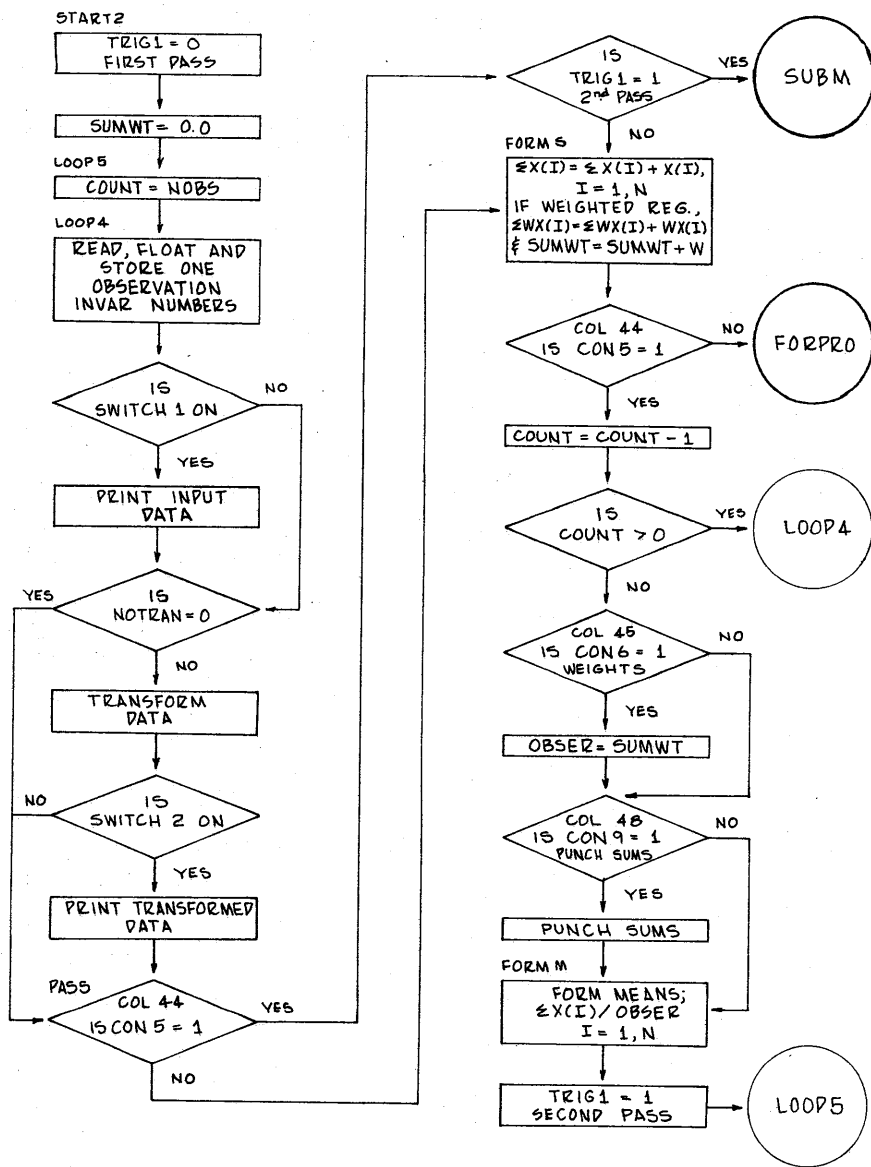 START2
TRIG1 = 0
FIRST PASS
SUMWT = 0.0
LOOP5
COUNT = NOBS
LOOP4
READ, FLOAT AND
STORE ONE
OBSERVATION
INVAR NUMBERS
IS
SWITCH 1 ON
NO
YES
PRINT INPUT
DATA
YES
IS
NOTRAN = 0
NO
TRANSFORM
DATA
NO
IS
SWITCH 2 ON
YES
PRINT TRANSFORMED
DATA
PASS
COL 44
IS CON 5 = 1
YES
NO
IS
TRIG1 = 1
2nd PASS
YES
SUBM
NO
FORM S
ΣX(I) = ΣX(I) + X(I),
I = 1, N
IF WEIGHTED REG.,
ΣWX(I) = ΣWX(I) + WX(I)
& SUMWT = SUMWT + W
COL 44
IS CON 5 = 1
NO
FORPRO
YES
COUNT = COUNT - 1
IS
COUNT > 0
YES
LOOP4
NO
COL 45
IS CON 6 = 1
WEIGHTS
NO
YES
OBSER = SUMWT
COL 48
IS CON 9 = 1
PUNCH SUMS
NO
YES
PUNCH SUMS
FORM M
FORM MEANS;
ΣX(I) / OBSER
I = 1, N
TRIG1 = 1
SECOND PASS
LOOP5